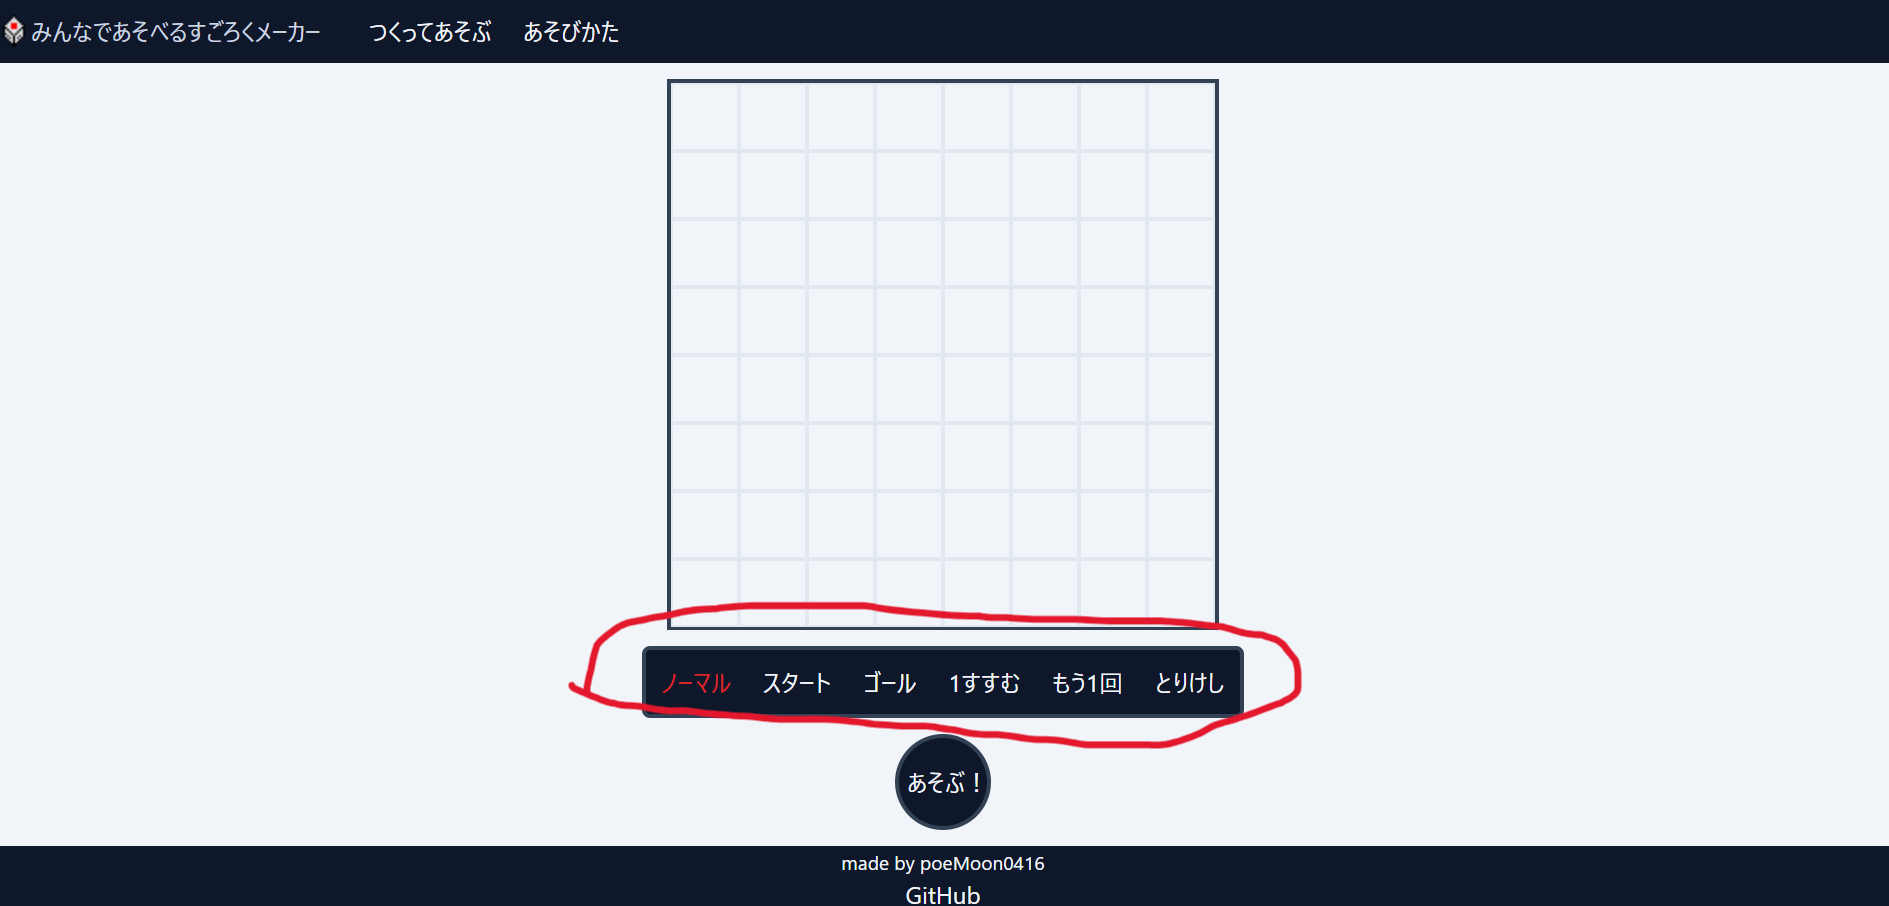 みんなであそべるすごろくメーカー つくってあそぶ あそびかた
ノーマル スタート ゴール 1すすむ もう1回 とりけし
あそぶ！
made by poeMoon0416
GitHub